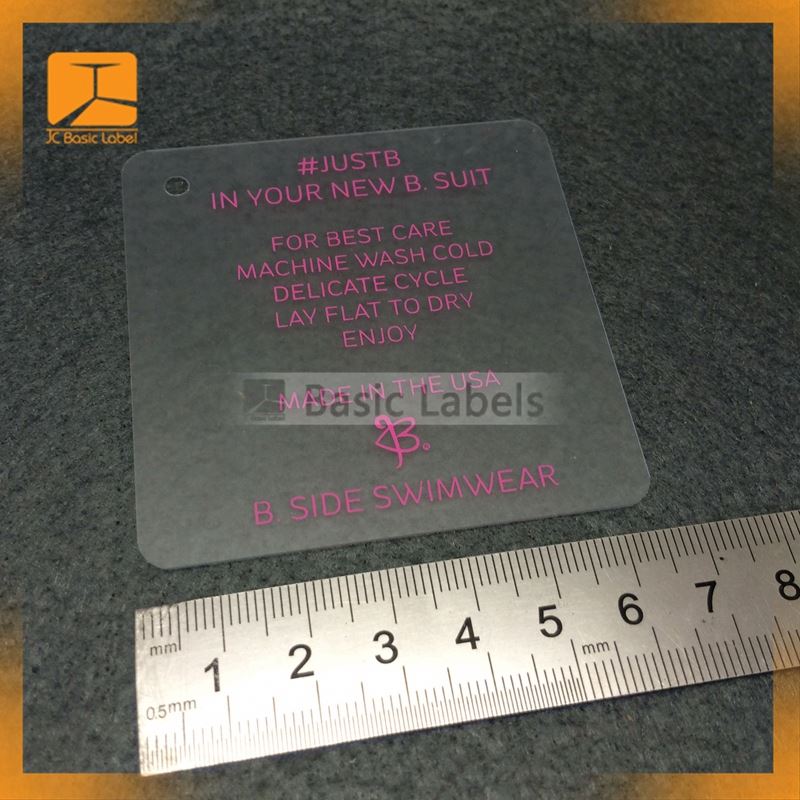 JC Basic Label
#JUSTB
IN YOUR NEW B. SUIT
FOR BEST CARE
MACHINE WASH COLD
DELICATE CYCLE
LAY FLAT TO DRY
ENJOY
MADE IN THE USA
Basic Labels
B®
B. SIDE SWIMWEAR
mm
1 2 3 4 5 6 7 8
mm
0.5mm